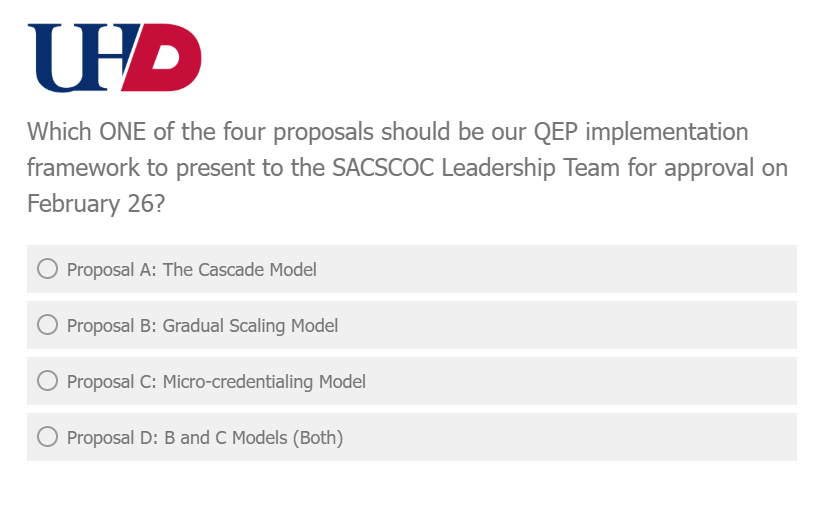 UHD
Which ONE of the four proposals should be our QEP implementation
framework to present to the SACSCOC Leadership Team for approval on
February 26?
Proposal A: The Cascade Model
Proposal B: Gradual Scaling Model
Proposal C: Micro-credentialing Model
Proposal D: B and C Models (Both)